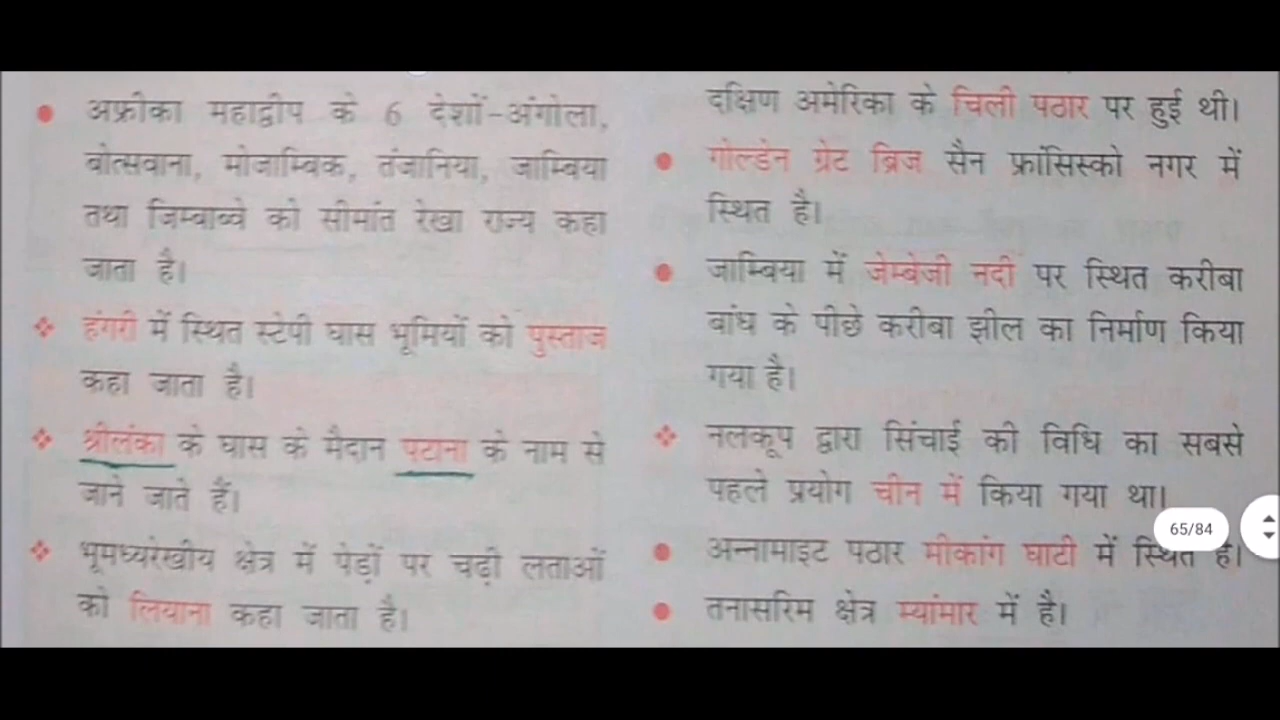 अफ्रीका महाद्वीप के 6 देशों-अंगोला,
बोत्सवाना, मोजाम्बिक, तंजानिया, जाम्बिया
तथा जिम्बाब्वे को सीमांत रेखा राज्य कहा
जाता है।
हंगरी में स्थित स्टेपी घास भूमियों को पुस्ताज
कहा जाता है।
श्रीलंका के घास के मैदान पटाना के नाम से
जाने जाते हैं।
भूमध्यरेखीय क्षेत्र में पेड़ों पर चढ़ी लताओं
को लियाना कहा जाता है।
दक्षिण अमेरिका के चिली पठार पर हुई थी।
गोल्डेन ग्रेट ब्रिज सैन फ्रांसिस्को नगर में
स्थित है।
जाम्बिया में जेम्बेजी नदी पर स्थित करीबा
बांध के पीछे करीबा झील का निर्माण किया
गया है।
नलकूप द्वारा सिंचाई की विधि का सबसे
पहले प्रयोग चीन में किया गया था।
65/84
अन्नामाइट पठार मीकांग घाटी में स्थित है।
तनासरिम क्षेत्र म्यांमार में है।